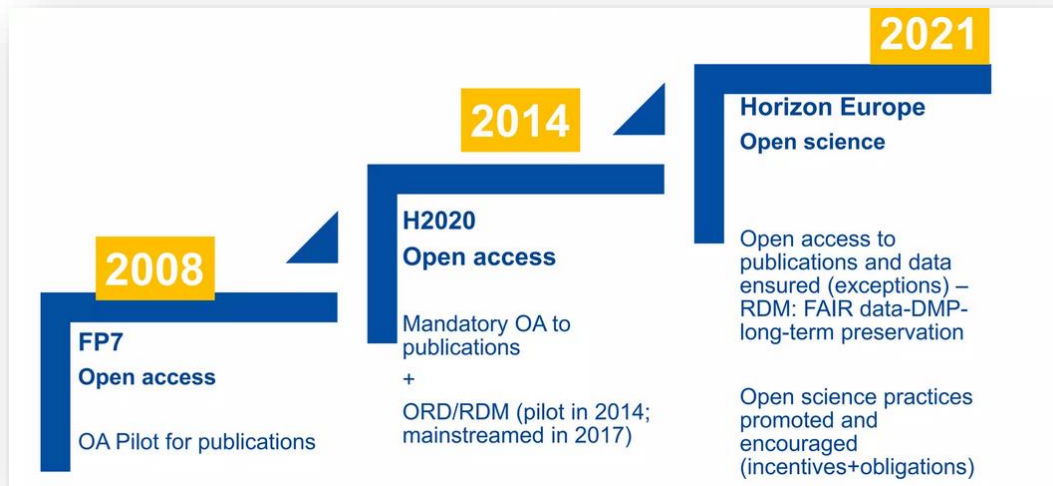 2008
FP7
Open access
OA Pilot for publications
2014
H2020
Open access
Mandatory OA to
publications
+
ORD/RDM (pilot in 2014;
mainstreamed in 2017)
2021
Horizon Europe
Open science
Open access to
publications and data
ensured (exceptions) –
RDM: FAIR data-DMP-
long-term preservation
Open science practices
promoted and
encouraged
(incentives+obligations)